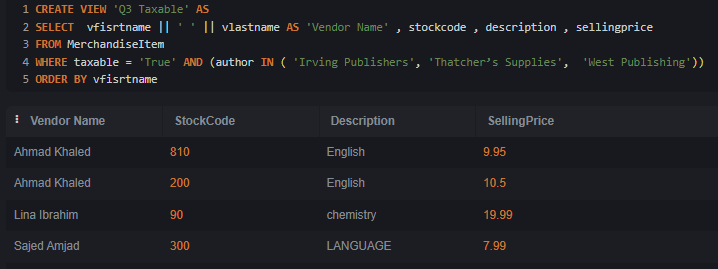 1 CREATE VIEW 'Q3 Taxable' AS
2 SELECT vfisrtname || ' ' || vlastname AS 'Vendor Name' , stockcode , description , sellingprice
3 FROM MerchandiseItem
4 WHERE taxable = 'True' AND (author IN ( 'Irving Publishers', 'Thatcher’s Supplies', 'West Publishing'))
5 ORDER BY vfisrtname
Vendor Name StockCode Description SellingPrice
Ahmad Khaled 810 English 9.95
Ahmad Khaled 200 English 10.5
Lina Ibrahim 90 chemistry 19.99
Sajed Amjad 300 LANGUAGE 7.99